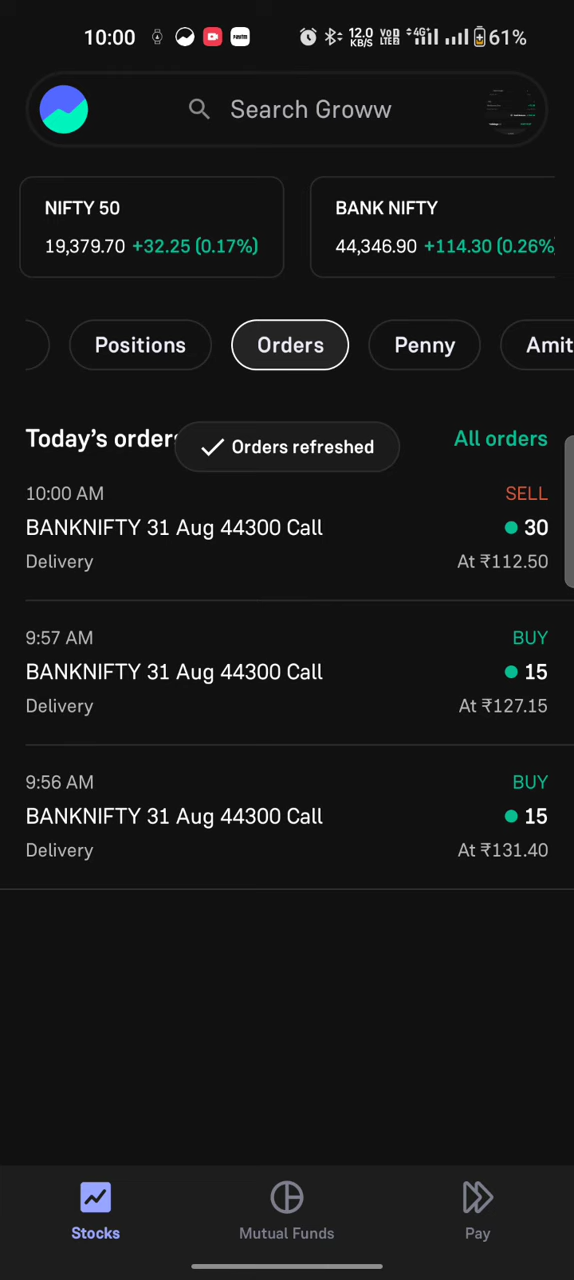 10:00 12.0 KB/S VoD LTE 4G 61%
Search Groww
NIFTY 50 BANK NIFTY
19,379.70 +32.25 (0.17%) 44,346.90 +114.30 (0.26%
Positions Orders Penny Amit
Today's orders All orders
Orders refreshed
10:00 AM SELL
BANKNIFTY 31 Aug 44300 Call 30
Delivery At ₹112.50
9:57 AM BUY
BANKNIFTY 31 Aug 44300 Call 15
Delivery At ₹127.15
9:56 AM BUY
BANKNIFTY 31 Aug 44300 Call 15
Delivery At ₹131.40
Stocks Mutual Funds Pay